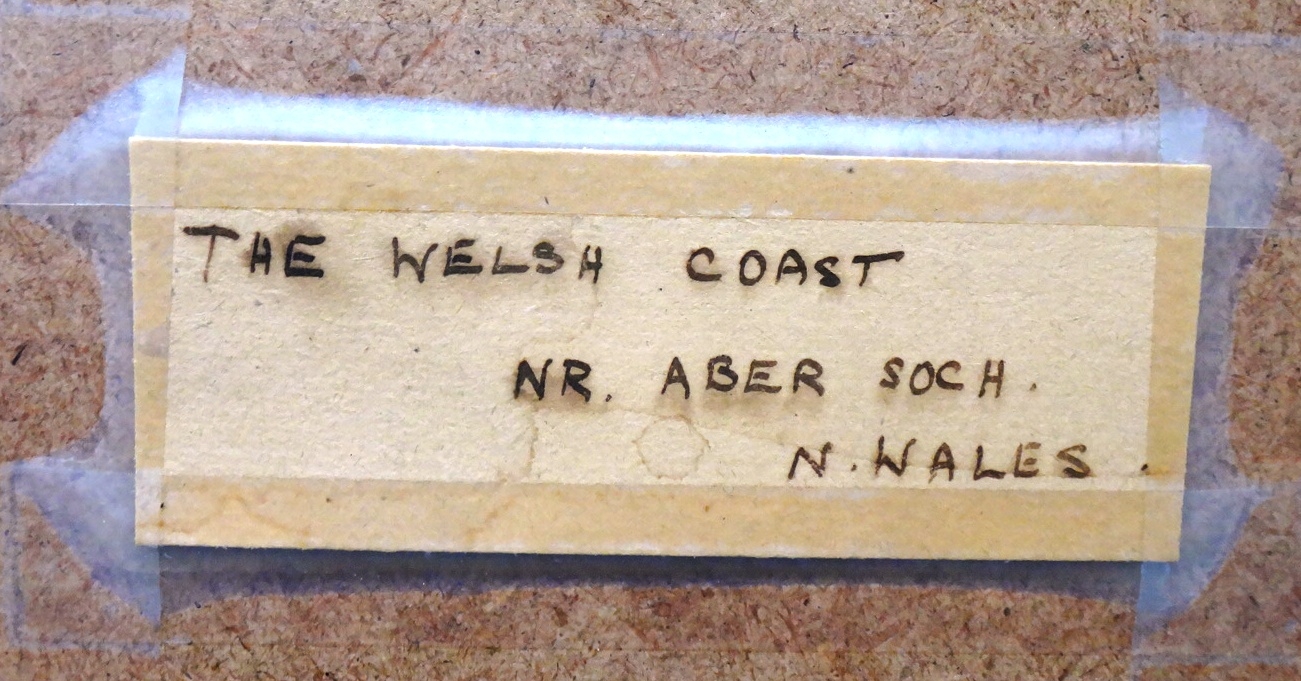 THE WELSH COAST
NR. ABER SOCH.
N. WALES.